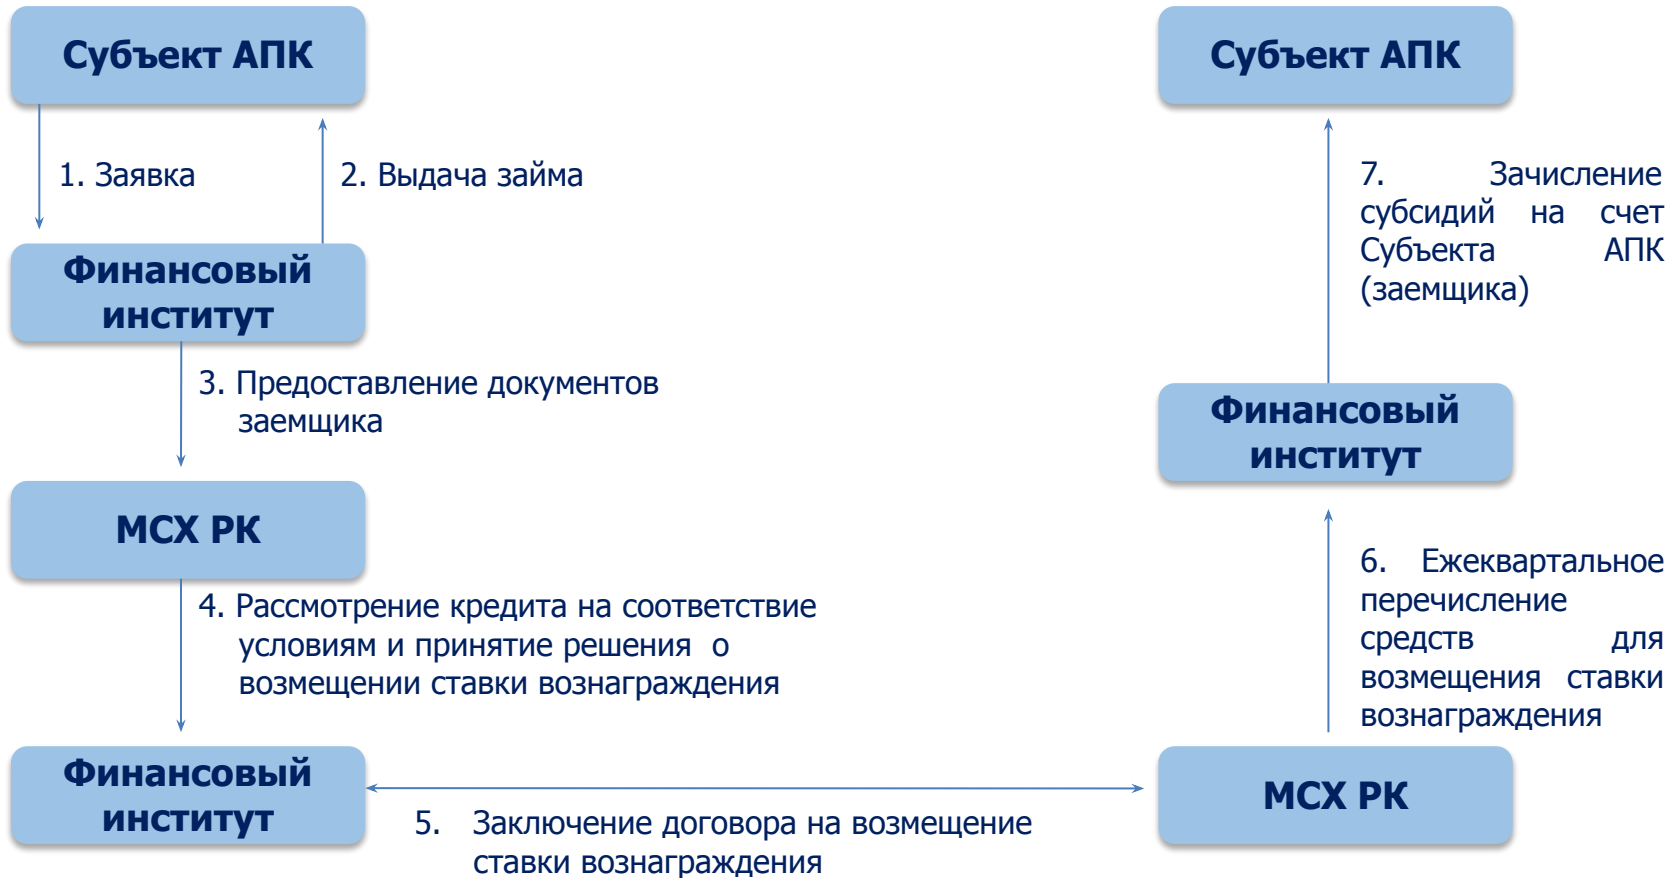 Субъект АПК
1. Заявка
2. Выдача займа
Финансовый
институт
3. Предоставление документов
заемщика
МСХ РК
4. Рассмотрение кредита на соответствие
условиям и принятие решения о
возмещении ставки вознаграждения
Финансовый
институт
5. Заключение договора на возмещение
ставки вознаграждения
МСХ РК
6. Ежеквартальное
перечисление
средств для
возмещения ставки
вознаграждения
Финансовый
институт
7. Зачисление
субсидий на счет
Субъекта АПК
(заемщика)
Субъект АПК